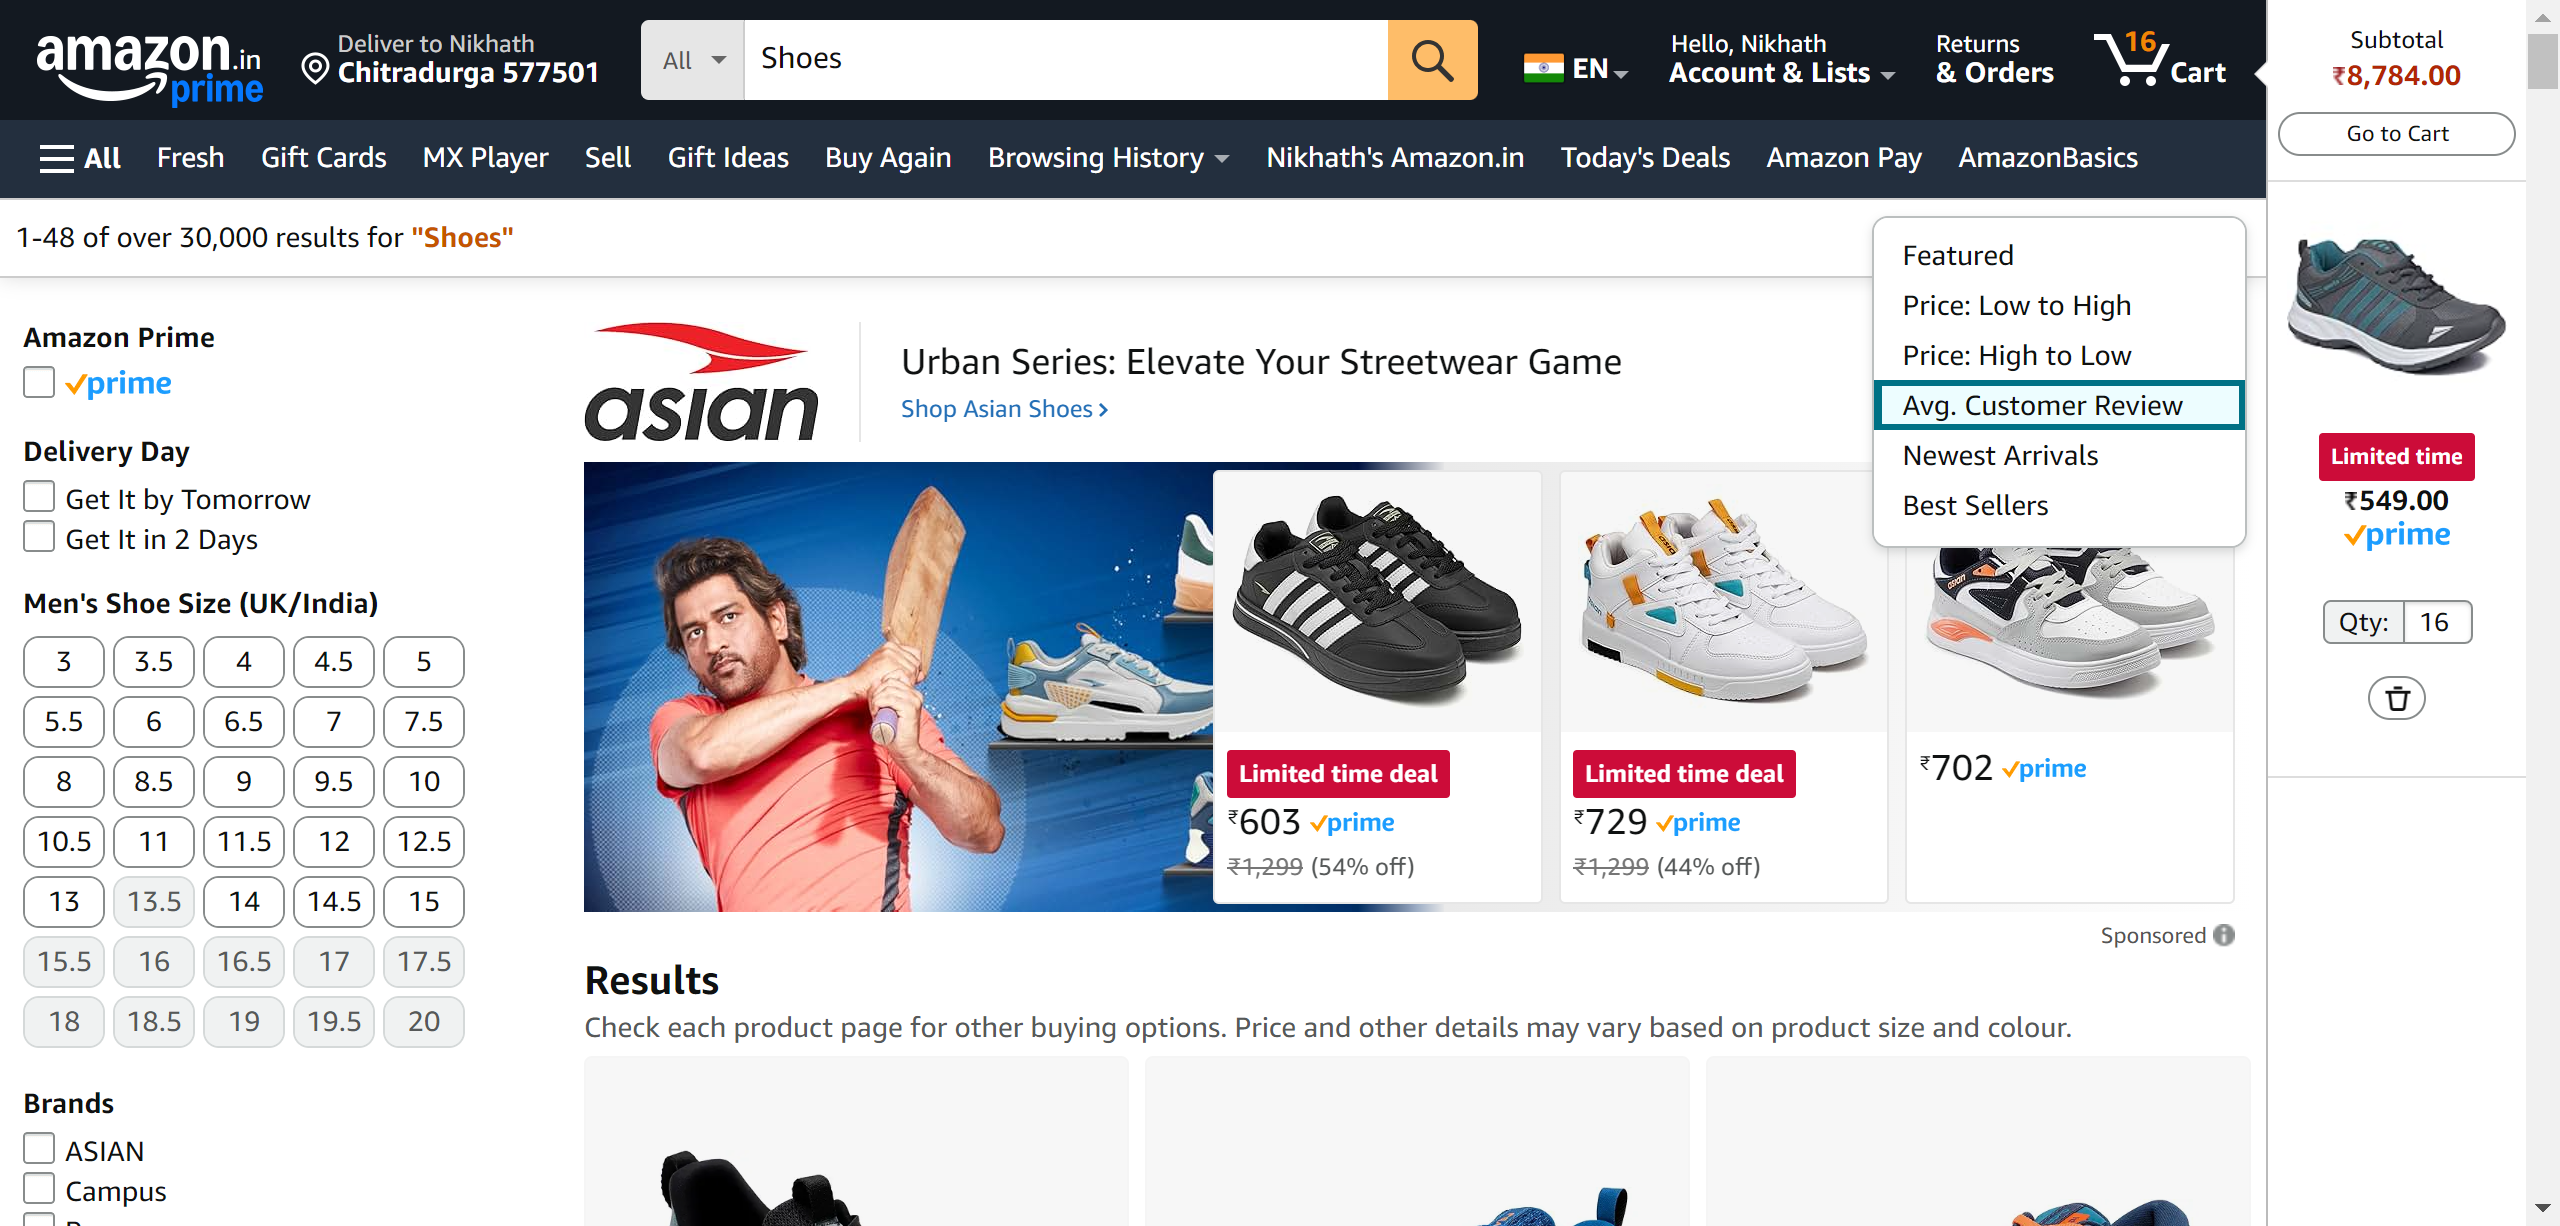 amazon.in
prime
Deliver to Nikhath
Chitradurga 577501
All
Shoes
EN
Hello, Nikhath
Account & Lists
Returns
& Orders
16
Cart
Subtotal
₹8,784.00
Go to Cart
All
Fresh
Gift Cards
MX Player
Sell
Gift Ideas
Buy Again
Browsing History
Nikhath's Amazon.in
Today's Deals
Amazon Pay
AmazonBasics
1-48 of over 30,000 results for "Shoes"
Featured
Price: Low to High
Price: High to Low
Avg. Customer Review
Newest Arrivals
Best Sellers
Amazon Prime
prime
Delivery Day
Get It by Tomorrow
Get It in 2 Days
Men's Shoe Size (UK/India)
3 3.5 4 4.5 5
5.5 6 6.5 7 7.5
8 8.5 9 9.5 10
10.5 11 11.5 12 12.5
13 13.5 14 14.5 15
15.5 16 16.5 17 17.5
18 18.5 19 19.5 20
Brands
ASIAN
Campus
asian
Urban Series: Elevate Your Streetwear Game
Shop Asian Shoes
Limited time deal
₹603 prime
₹1,299 (54% off)
Limited time deal
₹729 prime
₹1,299 (44% off)
asian
₹702 prime
Sponsored
Results
Check each product page for other buying options. Price and other details may vary based on product size and colour.
Limited time
₹549.00
prime
Qty: 16